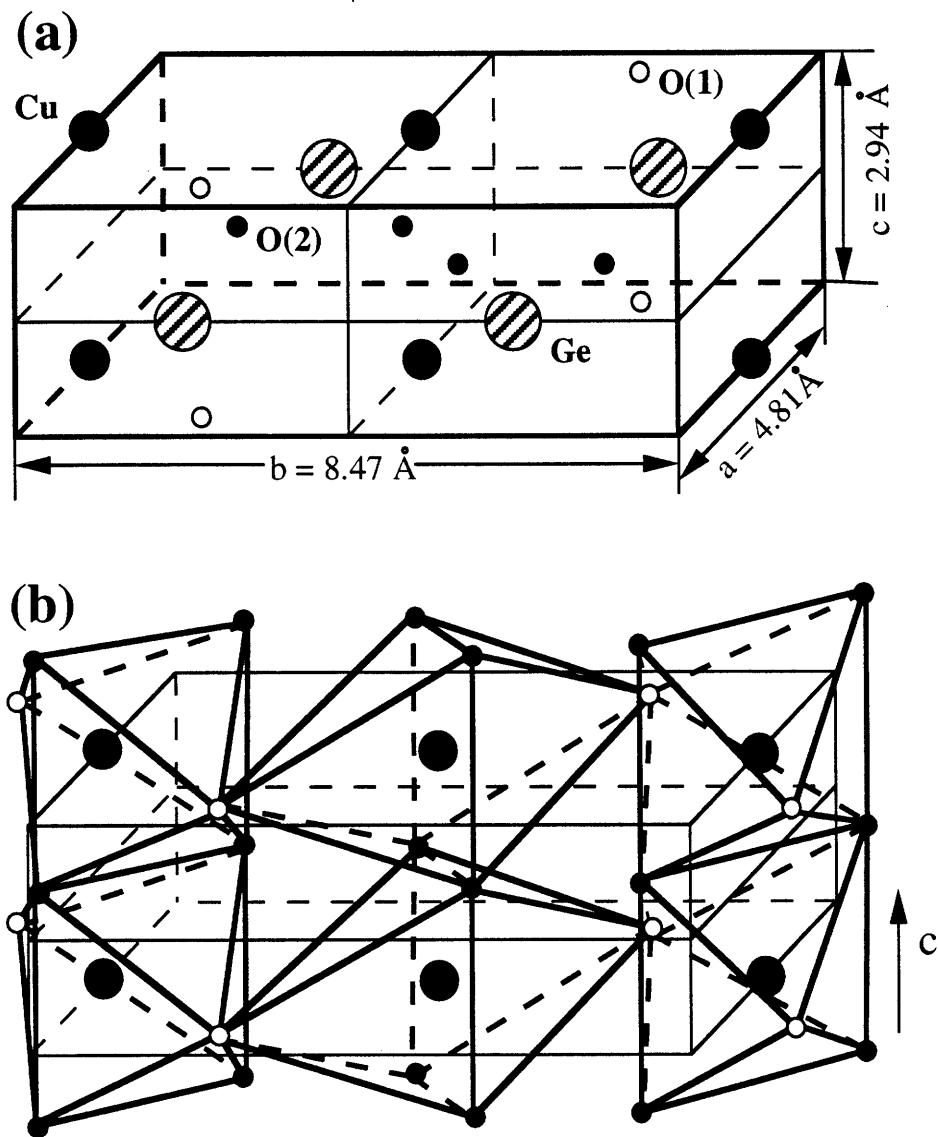 (a)
Cu
O(1)
O(2)
Ge
c = 2.94 Å
a = 4.81Å
b = 8.47 Å
(b)
c